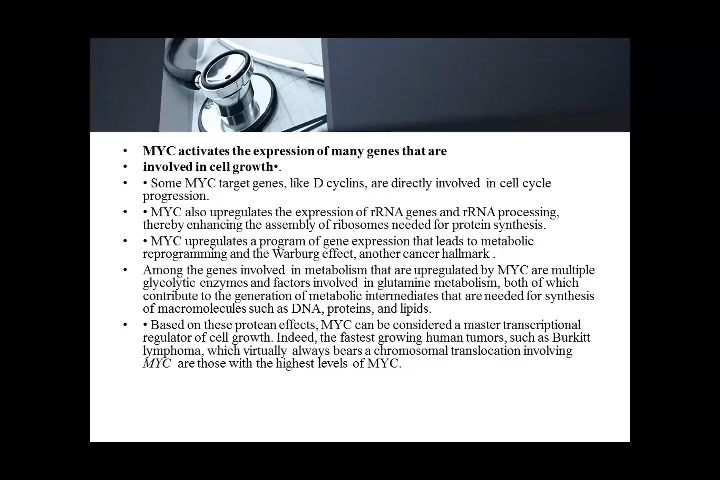 • MYC activates the expression of many genes that are
• involved in cell growth•.
• • Some MYC target genes, like D cyclins, are directly involved in cell cycle
progression.
• • MYC also upregulates the expression of rRNA genes and rRNA processing,
thereby enhancing the assembly of ribosomes needed for protein synthesis.
• • MYC upregulates a program of gene expression that leads to metabolic
reprogramming and the Warburg effect, another cancer hallmark .
• Among the genes involved in metabolism that are upregulated by MYC are multiple
glycolytic enzymes and factors involved in glutamine metabolism, both of which
contribute to the generation of metabolic intermediates that are needed for synthesis
of macromolecules such as DNA, proteins, and lipids.
• • Based on these protean effects, MYC can be considered a master transcriptional
regulator of cell growth. Indeed, the fastest growing human tumors, such as Burkitt
lymphoma, which virtually always bears a chromosomal translocation involving
MYC are those with the highest levels of MYC.